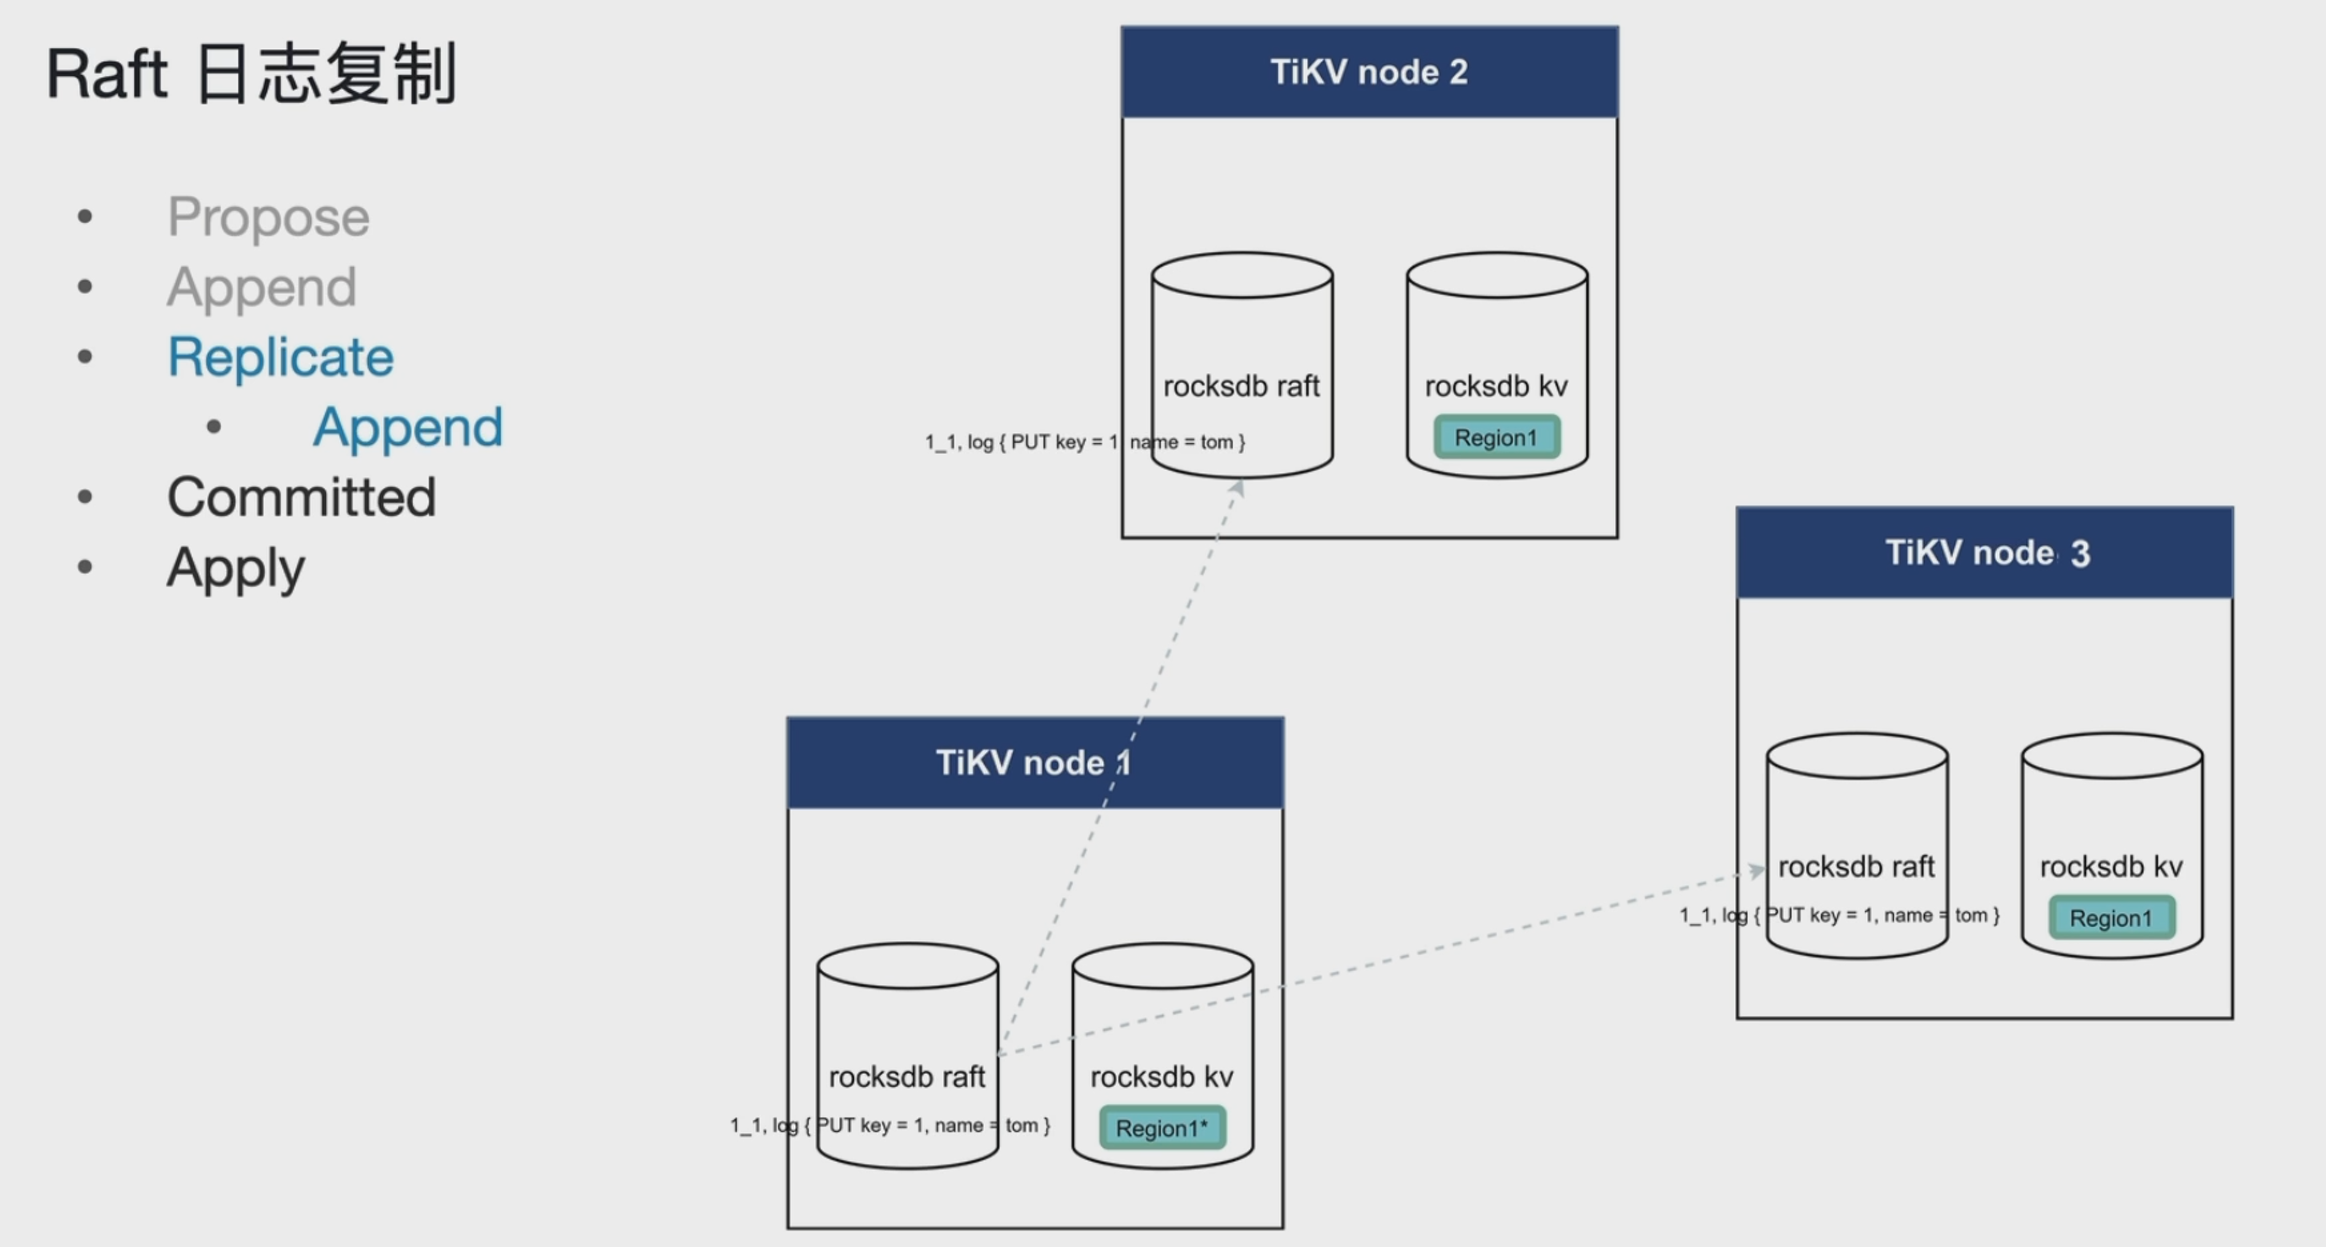 Raft 日志复制
• Propose
• Append
• Replicate
• Append
• Committed
• Apply
TiKV node 2
rocksdb raft
rocksdb kv
1_1, log { PUT key = 1, name = tom }
Region1
TiKV node 3
rocksdb raft
rocksdb kv
1_1, log { PUT key = 1, name = tom }
Region1
TiKV node 1
rocksdb raft
rocksdb kv
1_1, log { PUT key = 1, name = tom }
Region1*